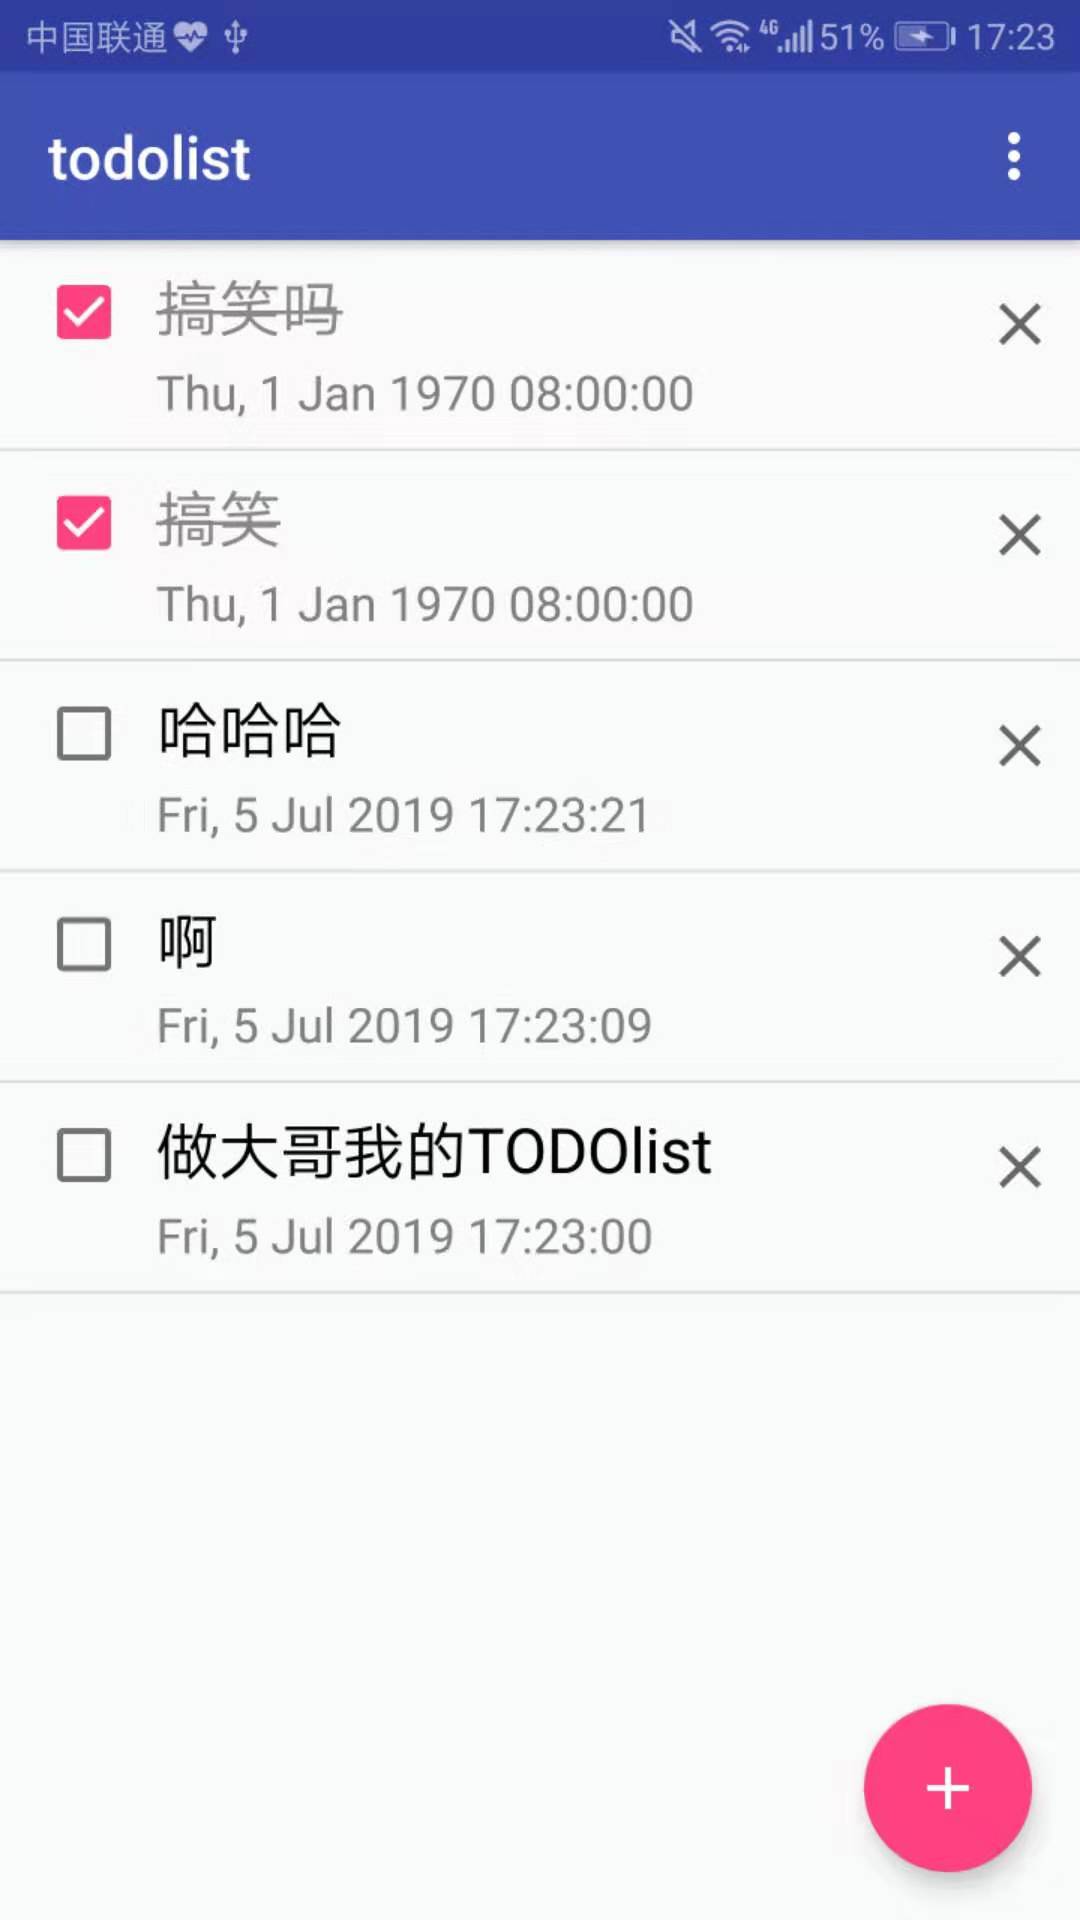 中国联通 4G 51% 17:23
todolist
搞笑吗
Thu, 1 Jan 1970 08:00:00
搞笑
Thu, 1 Jan 1970 08:00:00
哈哈哈
Fri, 5 Jul 2019 17:23:21
啊
Fri, 5 Jul 2019 17:23:09
做大哥我的TODOlist
Fri, 5 Jul 2019 17:23:00